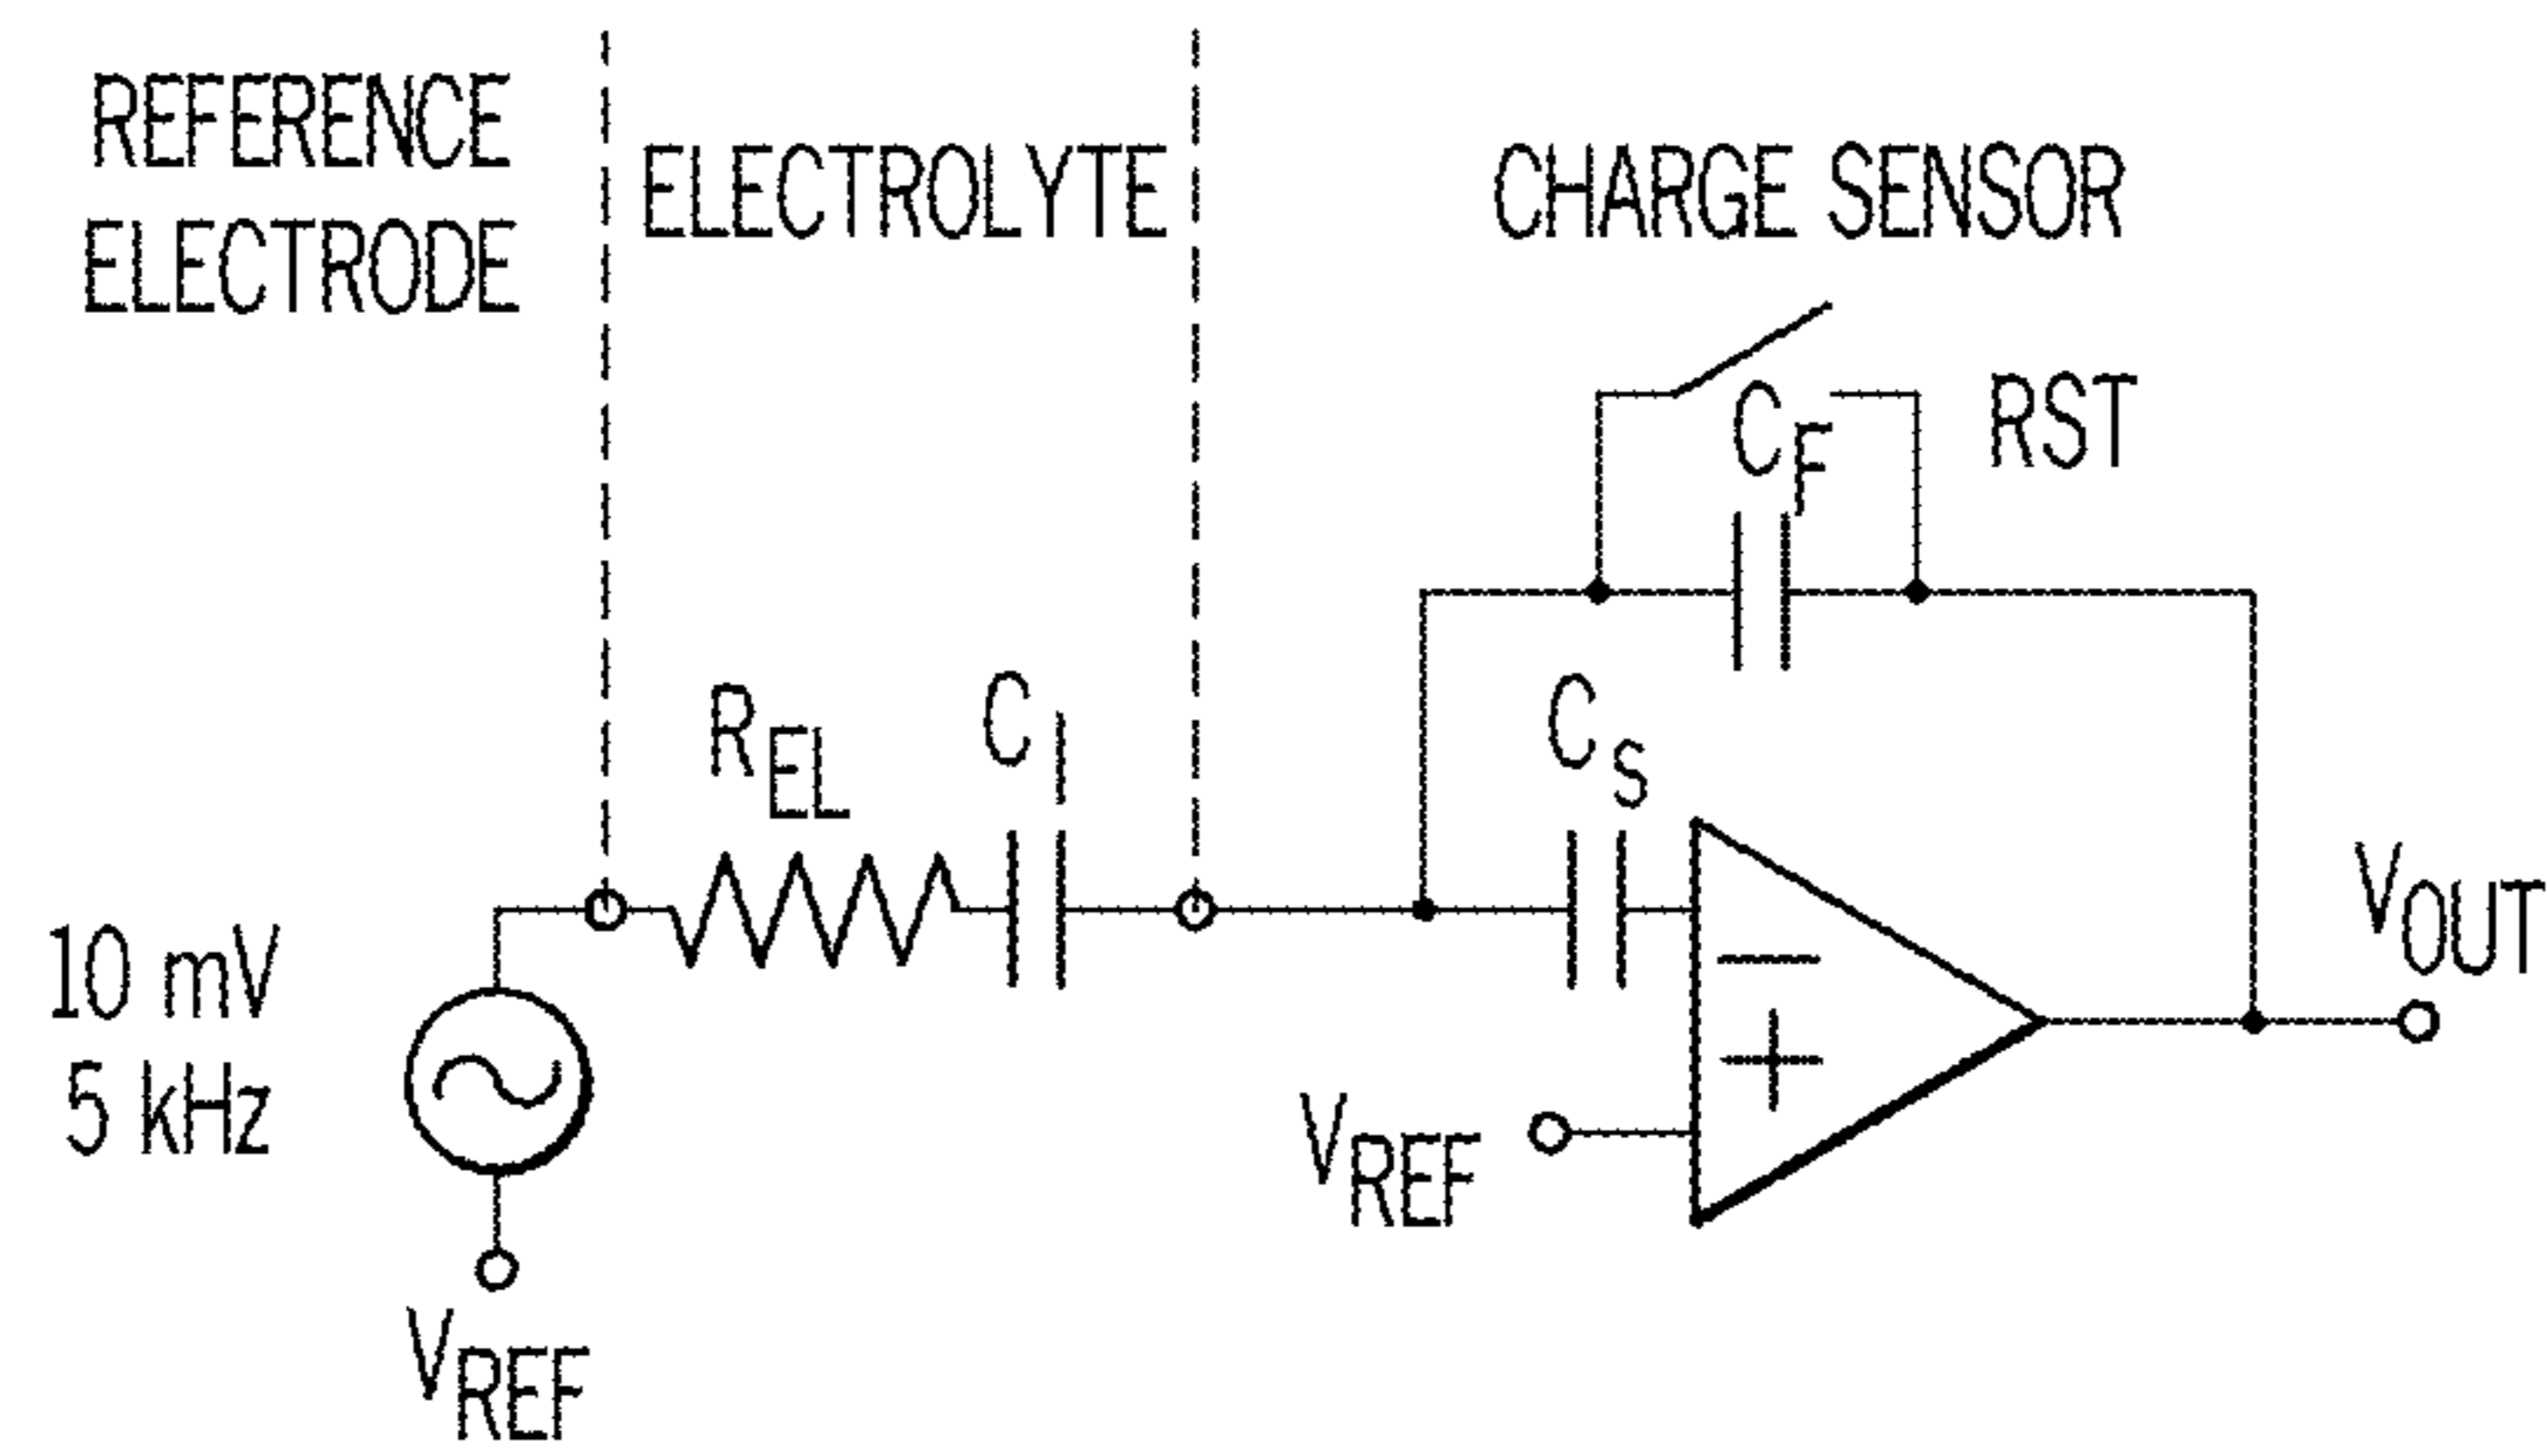 REFERENCE
ELECTRODE
ELECTROLYTE
CHARGE SENSOR
RST
CF
REL
CI
CS
10 mV
5 kHz
VREF
VREF
VOUT
+
−